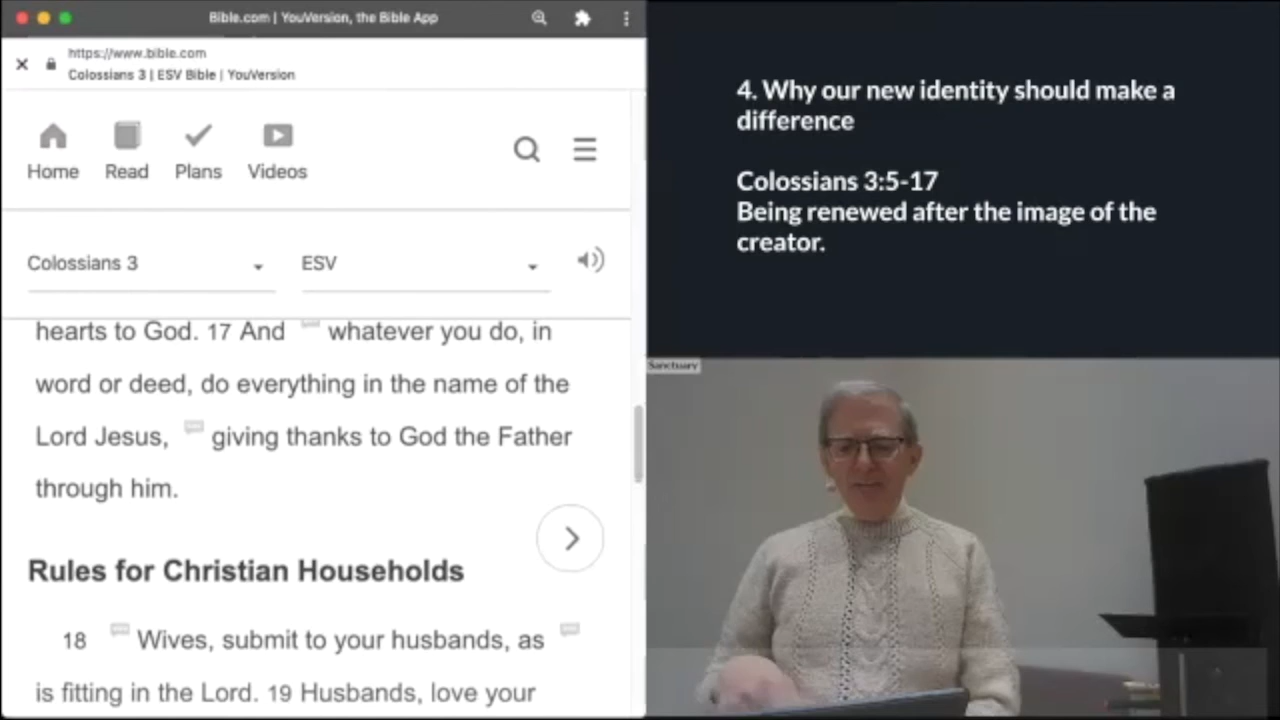 Bible.com | YouVersion, the Bible App
https://www.bible.com
Colossians 3 | ESV Bible | YouVersion
Home Read Plans Videos
Colossians 3 ESV
hearts to God. 17 And whatever you do, in
word or deed, do everything in the name of the
Lord Jesus, giving thanks to God the Father
through him.
Rules for Christian Households
18 Wives, submit to your husbands, as
is fitting in the Lord. 19 Husbands, love your
4. Why our new identity should make a
difference
Colossians 3:5-17
Being renewed after the image of the
creator.
Sanctuary